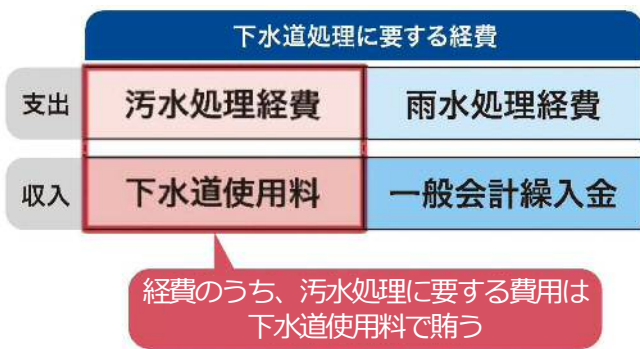 下水道処理に要する経費
支出 汚水処理経費 雨水処理経費
収入 下水道使用料 一般会計繰入金
経費のうち、汚水処理に要する費用は
下水道使用料で賄う